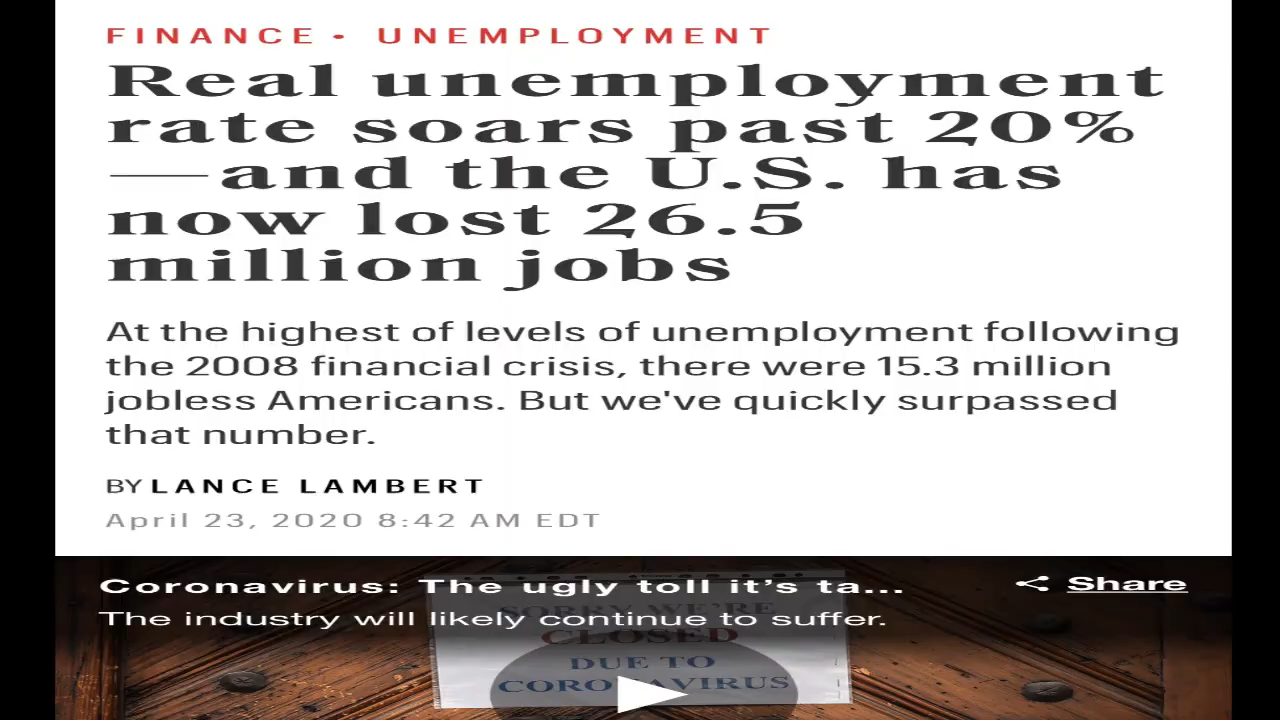 FINANCE • UNEMPLOYMENT
Real unemployment
rate soars past 20%
—and the U.S. has
now lost 26.5
million jobs
At the highest of levels of unemployment following
the 2008 financial crisis, there were 15.3 million
jobless Americans. But we've quickly surpassed
that number.
BY LANCE LAMBERT
April 23, 2020 8:42 AM EDT
Coronavirus: The ugly toll it’s ta...
Share
The industry will likely continue to suffer.
SORRY WE'RE
CLOSED
DUE TO
CORONAVIRUS